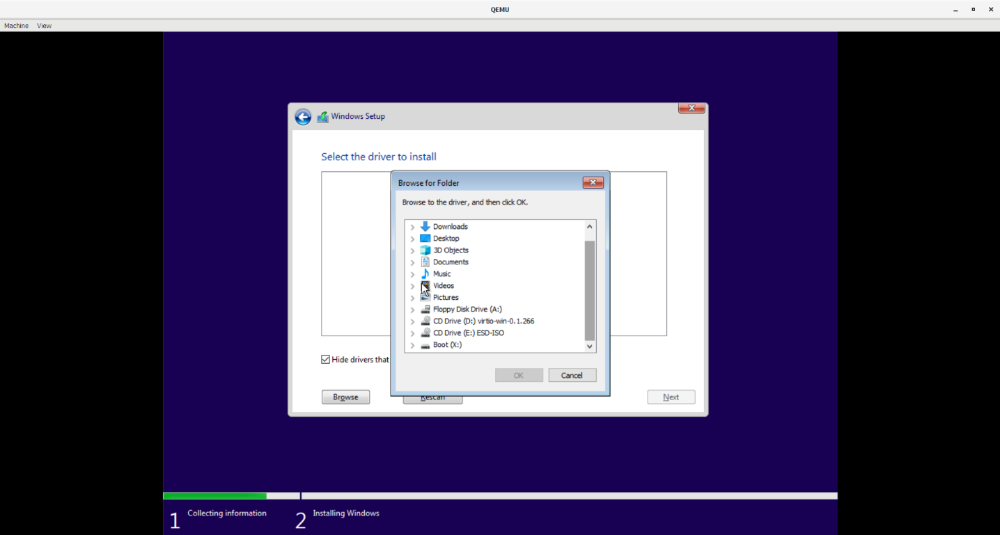 QEMU
Machine View
Windows Setup
Select the driver to install
Browse for Folder
Browse to the driver, and then click OK.
Downloads
Desktop
3D Objects
Documents
Music
Videos
Pictures
Floppy Disk Drive (A:)
CD Drive (D:) virtio-win-0.1.266
CD Drive (E:) ESD-ISO
Boot (X:)
Hide drivers that
OK Cancel
Browse Rescan Next
1 Collecting information 2 Installing Windows